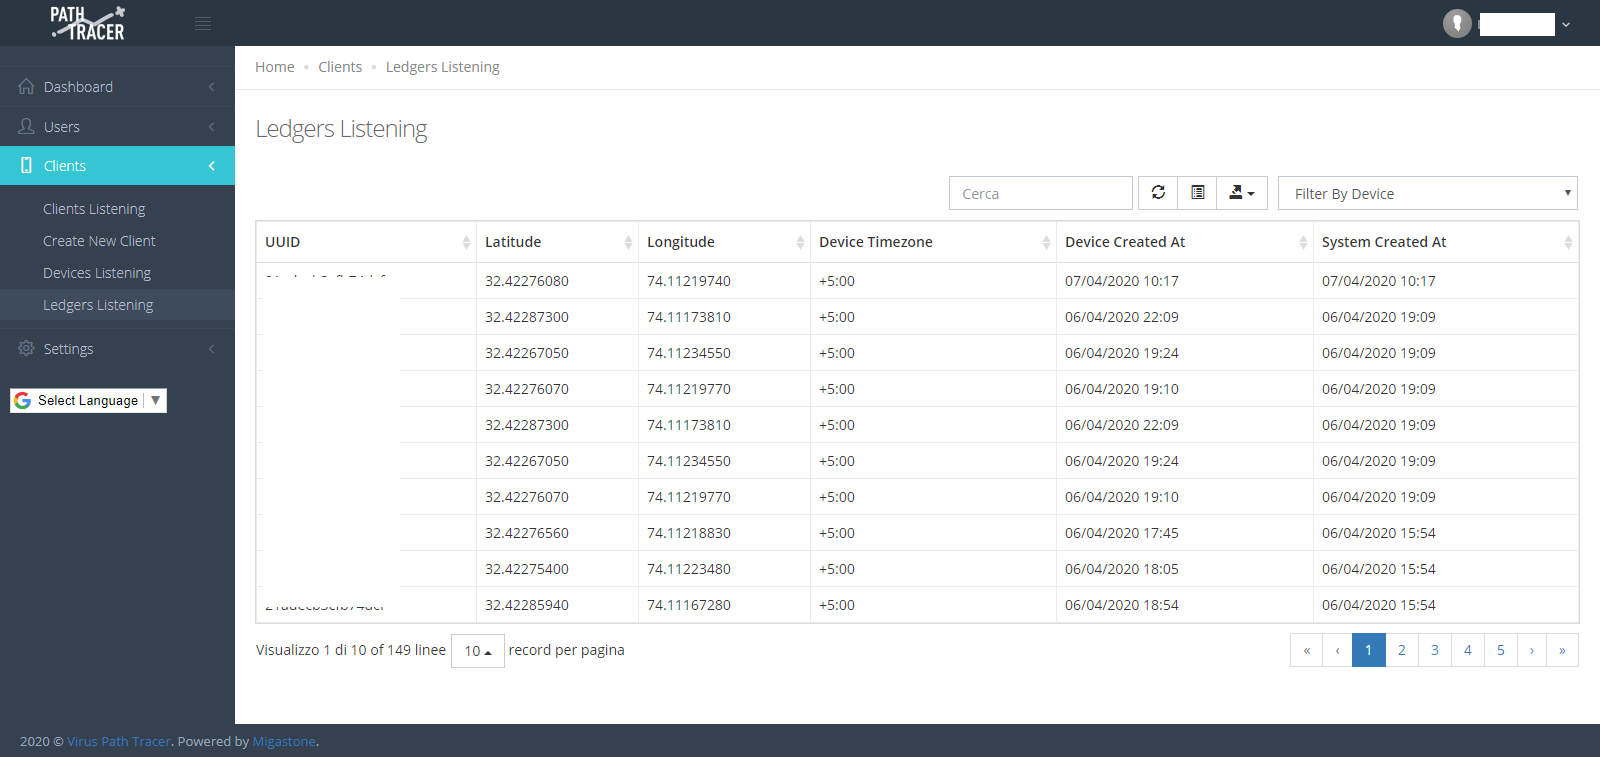 PATH
TRACER
Home Clients Ledgers Listening
Dashboard
Users
Clients
Clients Listening
Create New Client
Devices Listening
Ledgers Listening
Settings
Select Language ▼
Ledgers Listening
Cerca Filter By Device
UUID Latitude Longitude Device Timezone Device Created At System Created At
32.42276080 74.11219740 +5:00 07/04/2020 10:17 07/04/2020 10:17
32.42287300 74.11173810 +5:00 06/04/2020 22:09 06/04/2020 19:09
32.42267050 74.11234550 +5:00 06/04/2020 19:24 06/04/2020 19:09
32.42276070 74.11219770 +5:00 06/04/2020 19:10 06/04/2020 19:09
32.42287300 74.11173810 +5:00 06/04/2020 22:09 06/04/2020 19:09
32.42267050 74.11234550 +5:00 06/04/2020 19:24 06/04/2020 19:09
32.42276070 74.11219770 +5:00 06/04/2020 19:10 06/04/2020 19:09
32.42276560 74.11218830 +5:00 06/04/2020 17:45 06/04/2020 15:54
32.42275400 74.11223480 +5:00 06/04/2020 18:05 06/04/2020 15:54
32.42285940 74.11167280 +5:00 06/04/2020 18:54 06/04/2020 15:54
Visualizzo 1 di 10 of 149 linee 10 record per pagina
« ‹ 1 2 3 4 5 › »
2020 © Virus Path Tracer. Powered by Migastone.